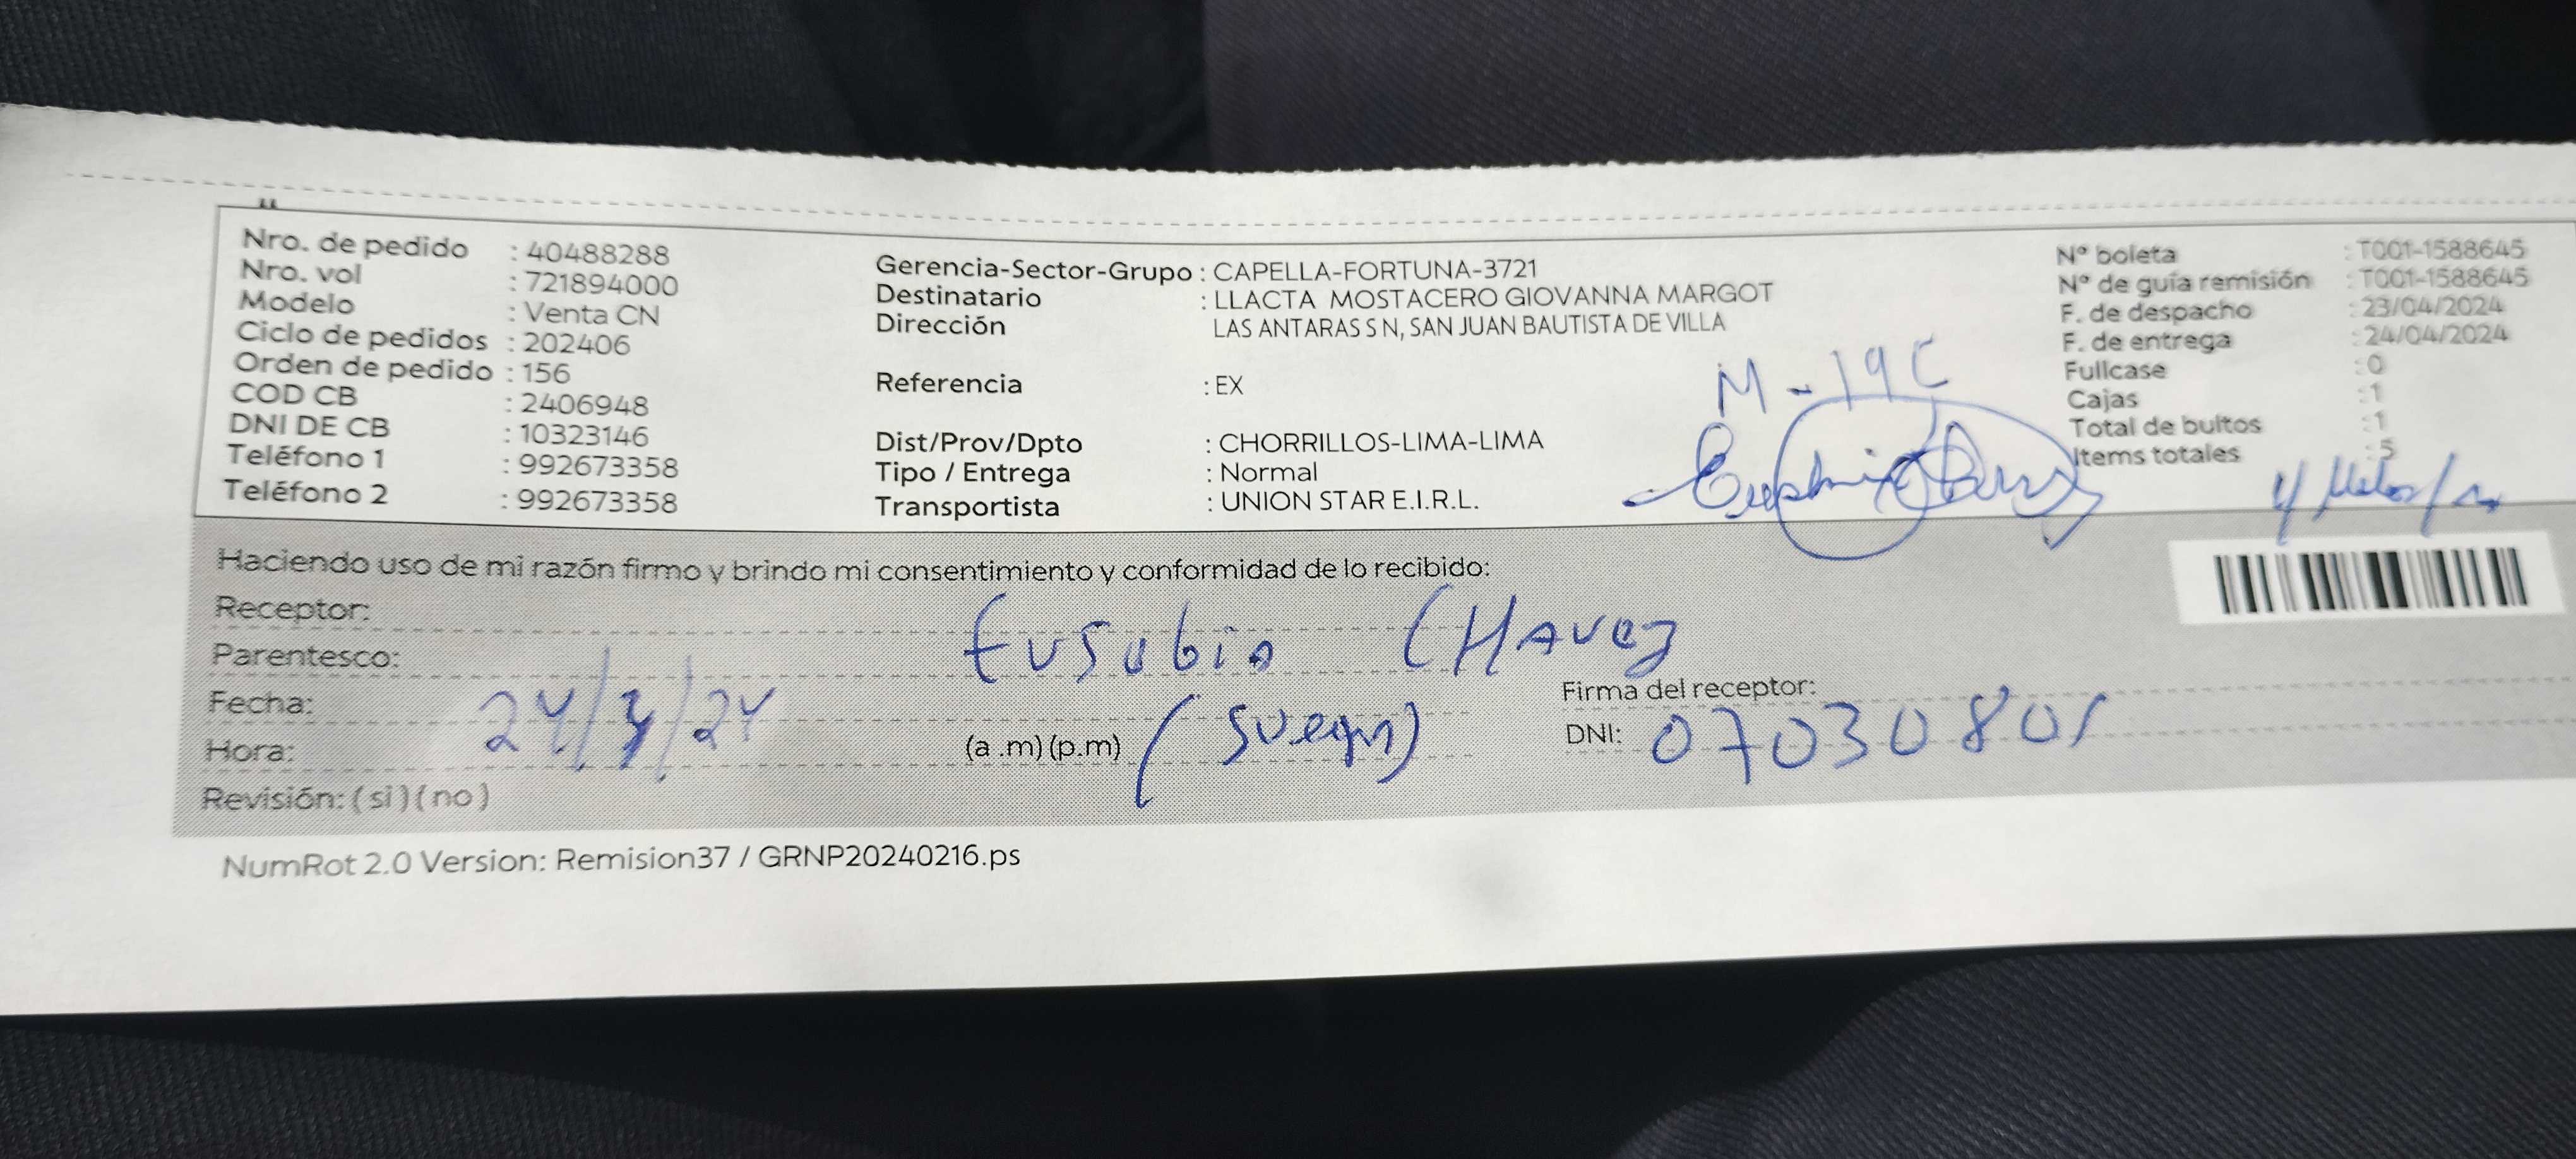 Nro. de pedido : 40488288
Nro. vol : 721894000
Modelo : Venta CN
Ciclo de pedidos : 202406
Orden de pedido : 156
COD CB : 2406948
DNI DE CB : 10323146
Teléfono 1 : 992673358
Teléfono 2 : 992673358
Gerencia-Sector-Grupo : CAPELLA-FORTUNA-3721
Destinatario : LLACTA MOSTACERO GIOVANNA MARGOT
Dirección LAS ANTARAS S N, SAN JUAN BAUTISTA DE VILLA
Referencia : EX
Dist/Prov/Dpto : CHORRILLOS-LIMA-LIMA
Tipo / Entrega : Normal
Transportista : UNION STAR E.I.R.L.
M-19C
Nº boleta : T001-1588645
Nº de guía remisión : T001-1588645
F. de despacho : 23/04/2024
F. de entrega : 24/04/2024
Fullcase : 0
Cajas : 1
Total de bultos : 1
Items totales : 5
Haciendo uso de mi razón firmo y brindo mi consentimiento y conformidad de lo recibido:
Receptor: Eusebio CHAvez
Parentesco: (suegro)
Firma del receptor:
Fecha: 24/ /24
Hora: (a .m) (p.m)
DNI: 07030801
Revisión: ( si ) ( no )
NumRot 2.0 Version: Remision37 / GRNP20240216.ps